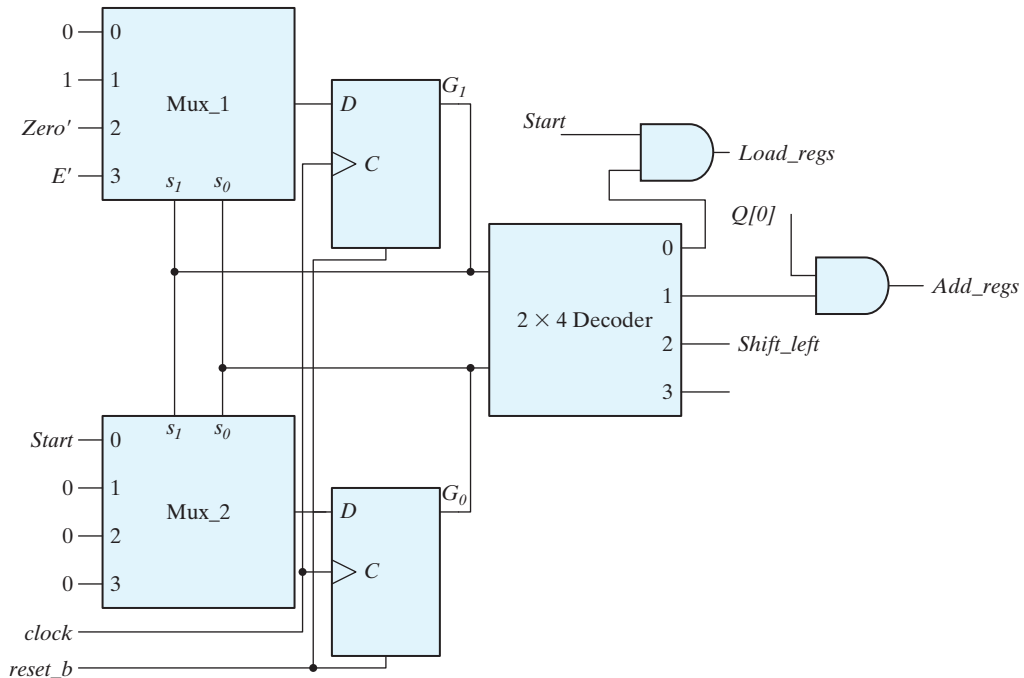 0
0
1
1
Mux_1
Zero'
2
E'
3
s1
s0
D
C
G1
Start
Load_regs
Q[0]
Add_regs
2 × 4 Decoder
0
1
2
Shift_left
3
Start
0
s1
s0
0
1
Mux_2
0
2
0
3
D
C
G0
clock
reset_b